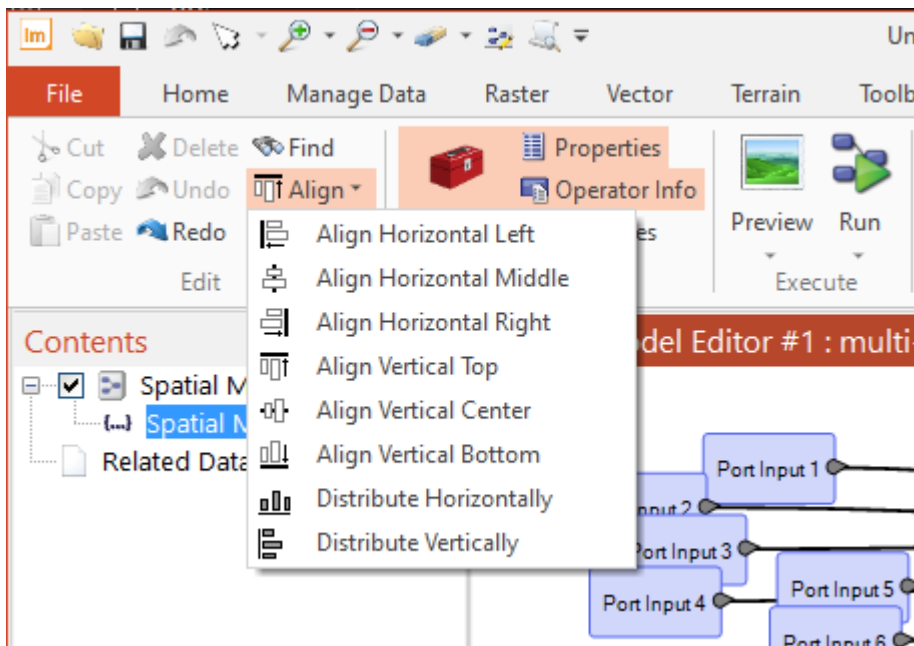 Im
Un
File Home Manage Data Raster Vector Terrain Toolb
Cut Delete Find Properties
Copy Undo Align Operator Info
Paste Redo es
Preview Run
Edit Execute
Align Horizontal Left
Align Horizontal Middle
Align Horizontal Right
Align Vertical Top
Align Vertical Center
Align Vertical Bottom
Distribute Horizontally
Distribute Vertically
Contents
Spatial M
{...} Spatial M
Related Data
del Editor #1 : multi-
Port Input 1
nput 2
Port Input 3
Port Input 4
Port Input 5
Port Input 6